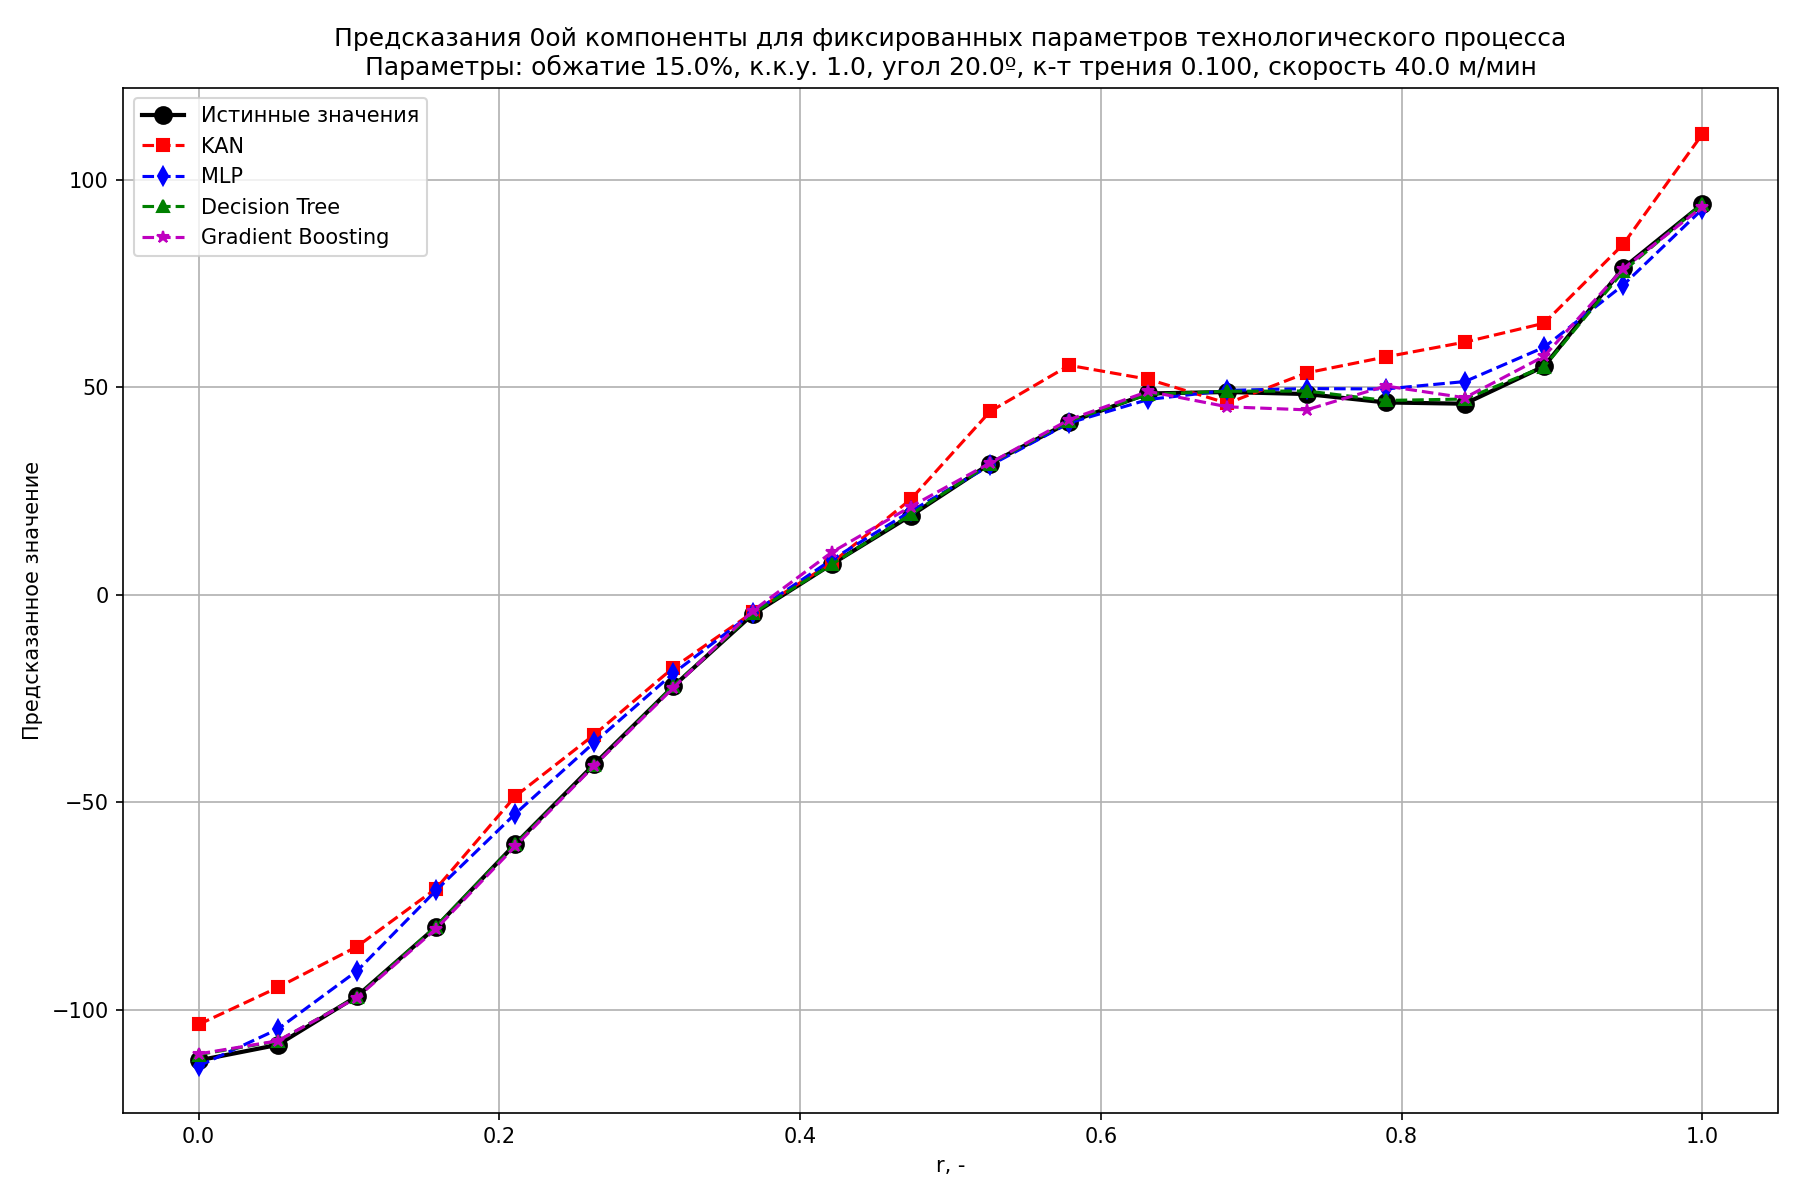 Предсказания 0ой компоненты для фиксированных параметров технологического процесса
Параметры: обжатие 15.0%, к.к.у. 1.0, угол 20.0º, к-т трения 0.100, скорость 40.0 м/мин
Истинные значения
KAN
MLP
Decision Tree
Gradient Boosting
Предсказанное значение
100
50
0
−50
−100
0.0
0.2
0.4
0.6
0.8
1.0
r, -